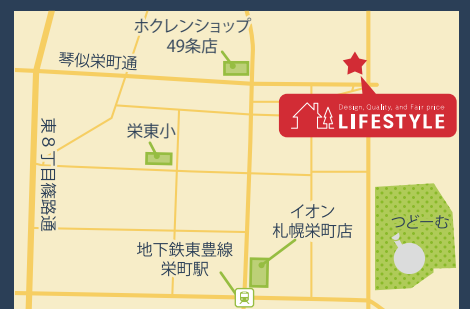 ホクレンショップ
49条店
琴似栄町通
Design, Quality, and Fair price
LIFESTYLE
東8丁目篠路通
栄東小
イオン
札幌栄町店
つどーむ
地下鉄東豊線
栄町駅